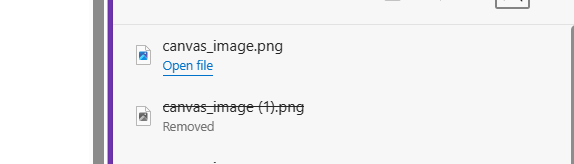 canvas_image.png
Open file
canvas_image (1).png
Removed